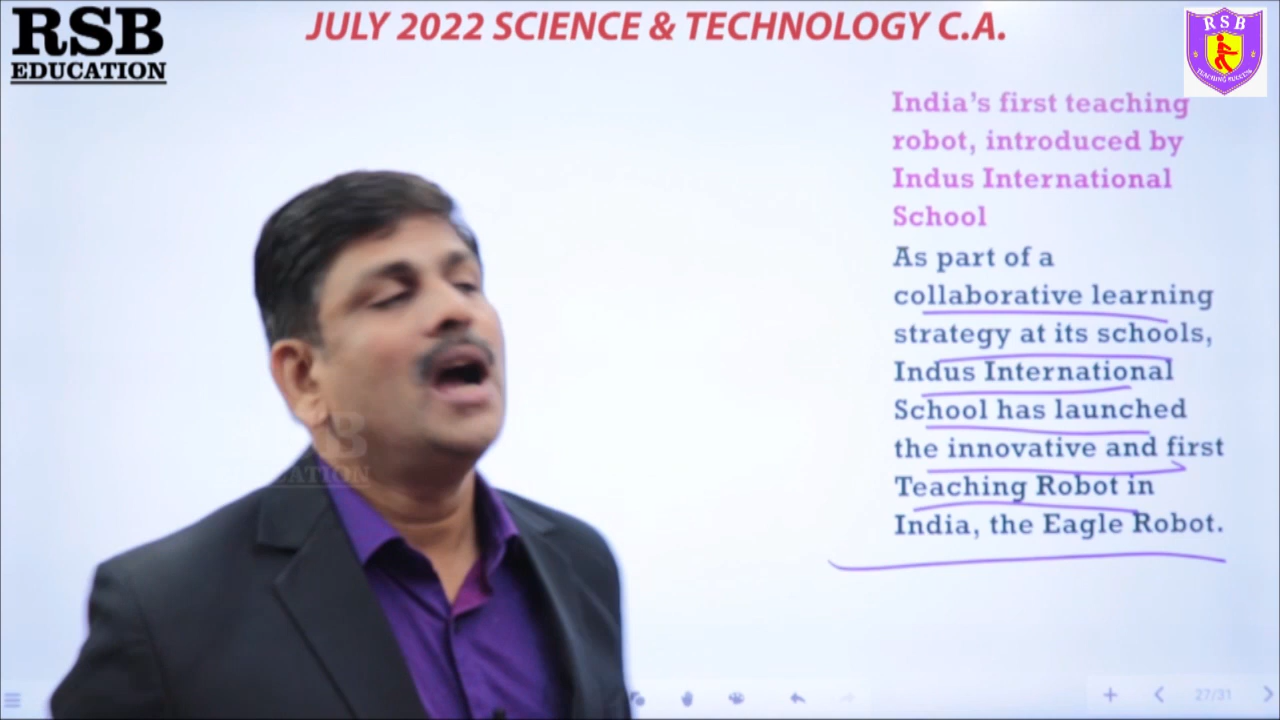 RSB
EDUCATION
JULY 2022 SCIENCE & TECHNOLOGY C.A.
RSB
TEACHING SUCCESS
India's first teaching
robot, introduced by
Indus International
School
As part of a
collaborative learning
strategy at its schools,
Indus International
School has launched
the innovative and first
Teaching Robot in
India, the Eagle Robot.
27/31